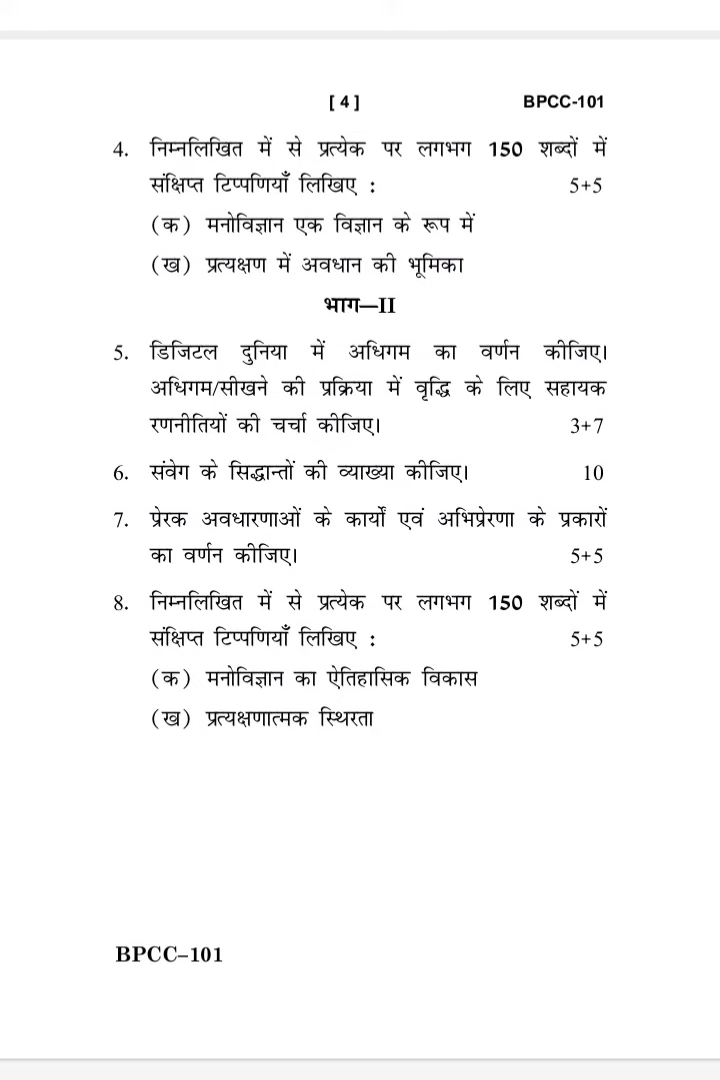 [ 4 ] BPCC-101
4. निम्नलिखित में से प्रत्येक पर लगभग 150 शब्दों में
संक्षिप्त टिप्पणियाँ लिखिए : 5+5
(क) मनोविज्ञान एक विज्ञान के रूप में
(ख) प्रत्यक्षण में अवधान की भूमिका
भाग—II
5. डिजिटल दुनिया में अधिगम का वर्णन कीजिए।
अधिगम/सीखने की प्रक्रिया में वृद्धि के लिए सहायक
रणनीतियों की चर्चा कीजिए। 3+7
6. संवेग के सिद्धान्तों की व्याख्या कीजिए। 10
7. प्रेरक अवधारणाओं के कार्यों एवं अभिप्रेरणा के प्रकारों
का वर्णन कीजिए। 5+5
8. निम्नलिखित में से प्रत्येक पर लगभग 150 शब्दों में
संक्षिप्त टिप्पणियाँ लिखिए : 5+5
(क) मनोविज्ञान का ऐतिहासिक विकास
(ख) प्रत्यक्षणात्मक स्थिरता
BPCC–101